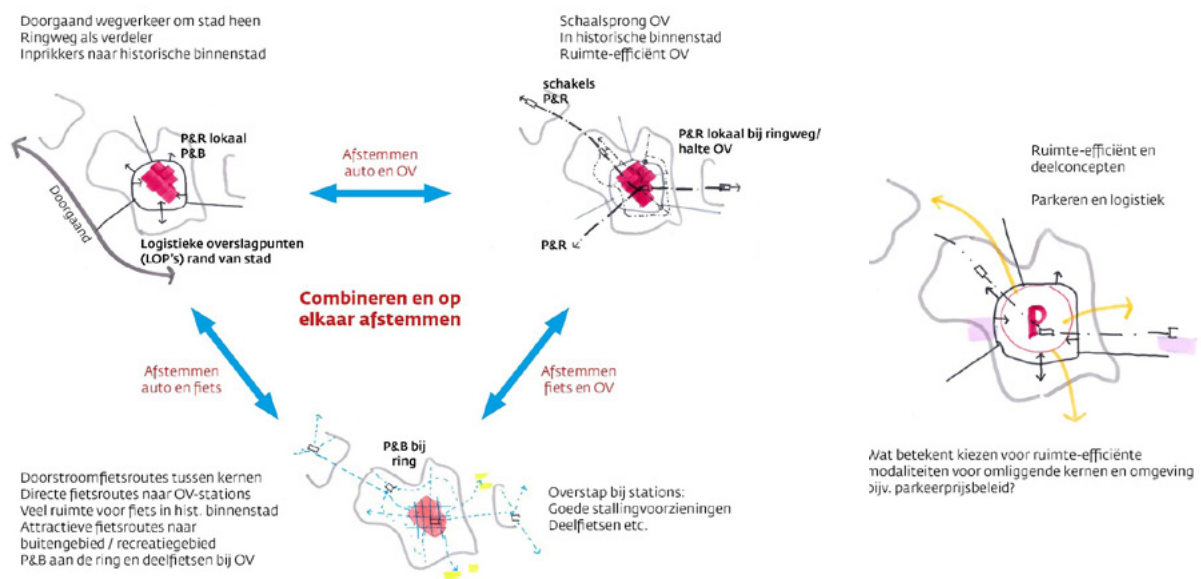 Doorgaand wegverkeer om stad heen
Ringweg als verdeler
Inprikkers naar historische binnenstad
P&R lokaal
P&B
Doorgaand
Logistieke overslagpunten
(LOP's) rand van stad
Afstemmen
auto en OV
Schaalsprong OV
In historische binnenstad
Ruimte-efficiënt OV
schakels
P&R
P&R lokaal bij ringweg/
halte OV
P&R
Combineren en op
elkaar afstemmen
Afstemmen
auto en fiets
Afstemmen
fiets en OV
Doorstroomfietsroutes tussen kernen
Directe fietsroutes naar OV-stations
Veel ruimte voor fiets in hist. binnenstad
Attractieve fietsroutes naar
buitengebied / recreatiegebied
P&B aan de ring en deelfietsen bij OV
P&B bij
ring
Overstap bij stations:
Goede stallingvoorzieningen
Deelfietsen etc.
Ruimte-efficiënt en
deelconcepten
Parkeren en logistiek
P
Wat betekent kiezen voor ruimte-efficiënte
modaliteiten voor omliggende kernen en omgeving
bijv. parkeerprijsbeleid?